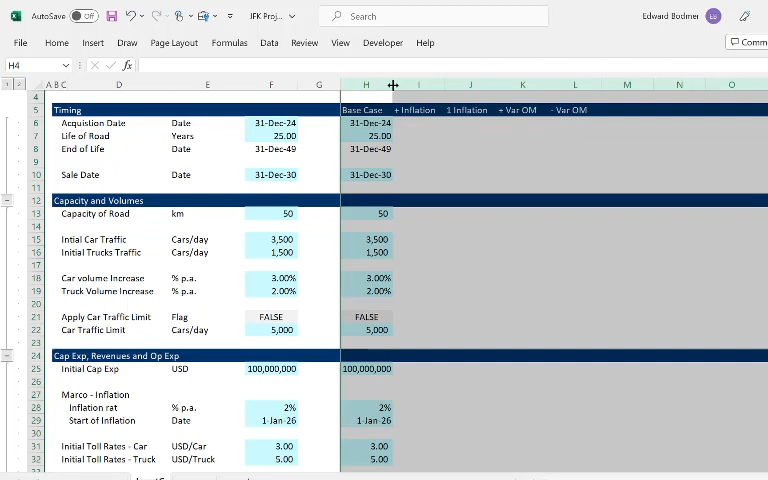 AutoSave Off JFK Proj... Search Edward Bodmer EB
File Home Insert Draw Page Layout Formulas Data Review View Developer Help Comm
H4 fx
1 2 A B C D E F G H I J K L M N O
4
5 Timing Base Case + Inflation 1 Inflation + Var OM - Var OM
6 Acquistion Date Date 31-Dec-24 31-Dec-24
7 Life of Road Years 25.00 25.00
8 End of Life Date 31-Dec-49 31-Dec-49
9
10 Sale Date Date 31-Dec-30 31-Dec-30
11
12 Capacity and Volumes
13 Capacity of Road km 50 50
14
15 Intial Car Traffic Cars/day 3,500 3,500
16 Initial Trucks Traffic Cars/day 1,500 1,500
17
18 Car volume Increase % p.a. 3.00% 3.00%
19 Truck Volume Increase % p.a. 2.00% 2.00%
20
21 Apply Car Traffic Limit Flag FALSE FALSE
22 Car Traffic Limit Cars/day 5,000 5,000
23
24 Cap Exp, Revenues and Op Exp
25 Initial Cap Exp USD 100,000,000 100,000,000
26
27 Marco - Inflation
28 Inflation rat % p.a. 2% 2%
29 Start of Inflation Date 1-Jan-26 1-Jan-26
30
31 Initial Toll Rates - Car USD/Car 3.00 3.00
32 Initial Toll Rates - Truck USD/Truck 5.00 5.00
33